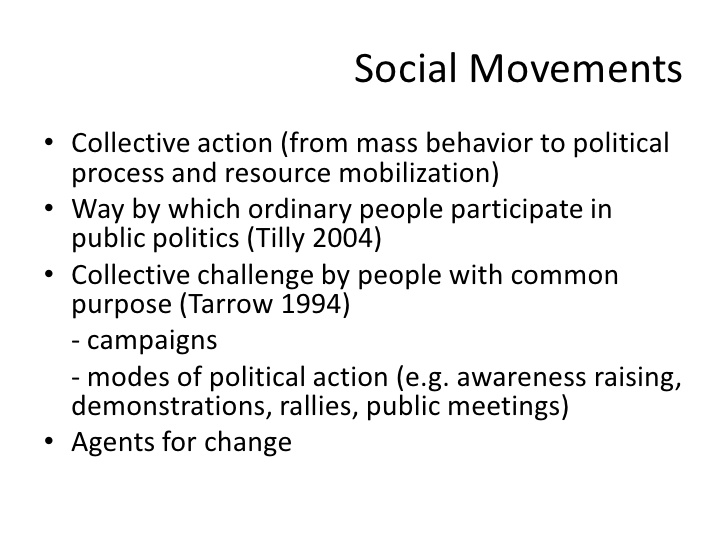 Social Movements
• Collective action (from mass behavior to political
process and resource mobilization)
• Way by which ordinary people participate in
public politics (Tilly 2004)
• Collective challenge by people with common
purpose (Tarrow 1994)
- campaigns
- modes of political action (e.g. awareness raising,
demonstrations, rallies, public meetings)
• Agents for change